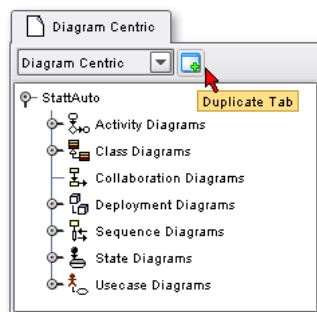 Diagram Centric
Diagram Centric
Duplicate Tab
StattAuto
Activity Diagrams
Class Diagrams
Collaboration Diagrams
Deployment Diagrams
Sequence Diagrams
State Diagrams
Usecase Diagrams